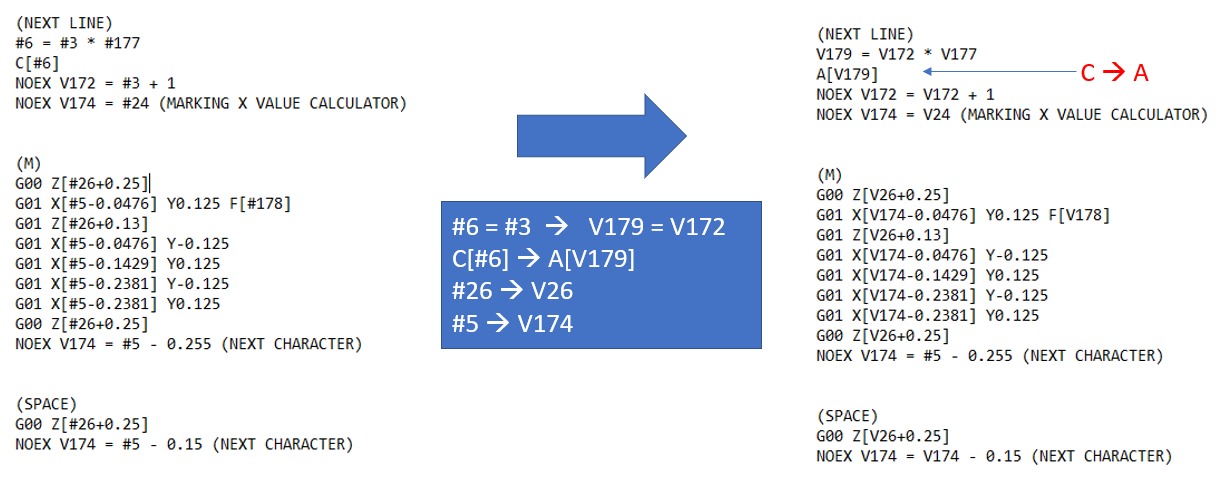 (NEXT LINE)
#6 = #3 * #177
C[#6]
NOEX V172 = #3 + 1
NOEX V174 = #24 (MARKING X VALUE CALCULATOR)
(M)
G00 Z[#26+0.25]
G01 X[#5-0.0476] Y0.125 F[#178]
G01 Z[#26+0.13]
G01 X[#5-0.0476] Y-0.125
G01 X[#5-0.1429] Y0.125
G01 X[#5-0.2381] Y-0.125
G01 X[#5-0.2381] Y0.125
G00 Z[#26+0.25]
NOEX V174 = #5 - 0.255 (NEXT CHARACTER)
(SPACE)
G00 Z[#26+0.25]
NOEX V174 = #5 - 0.15 (NEXT CHARACTER)
#6 = #3 → V179 = V172
C[#6] → A[V179]
#26 → V26
#5 → V174
(NEXT LINE)
V179 = V172 * V177
A[V179]
C → A
NOEX V172 = V172 + 1
NOEX V174 = V24 (MARKING X VALUE CALCULATOR)
(M)
G00 Z[V26+0.25]
G01 X[V174-0.0476] Y0.125 F[V178]
G01 Z[V26+0.13]
G01 X[V174-0.0476] Y-0.125
G01 X[V174-0.1429] Y0.125
G01 X[V174-0.2381] Y-0.125
G01 X[V174-0.2381] Y0.125
G00 Z[V26+0.25]
NOEX V174 = #5 - 0.255 (NEXT CHARACTER)
(SPACE)
G00 Z[V26+0.25]
NOEX V174 = V174 - 0.15 (NEXT CHARACTER)